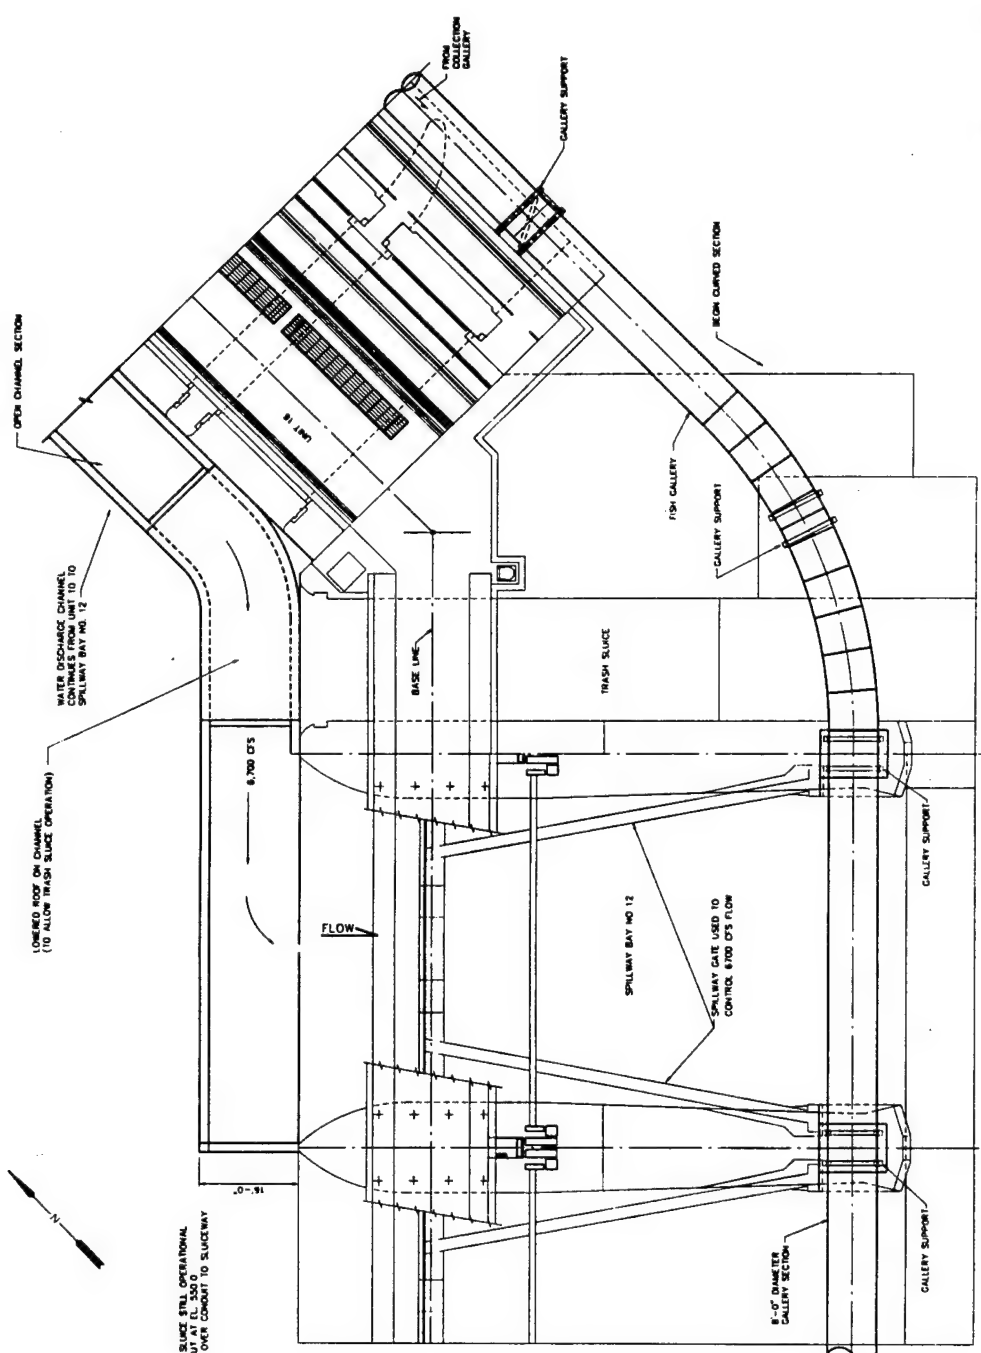 SLUICE STILL OPERATIONAL
UT AT EL. 550.0
OVER CONDUIT TO SLUICEWAY
N
16'-0"
LOWERED ROOF ON CHANNEL
(TO ALLOW TRASH SLUICE OPERATION)
WATER DISCHARGE CHANNEL
CONTINUES FROM UNIT 10 TO
SPILLWAY BAY NO. 12
OPEN CHANNEL SECTION
6,700 CFS
FLOW
UNIT 16
BASE LINE
FROM
COLLECTION
GALLERY
GALLERY SUPPORT
TRASH SLUICE
SPILLWAY BAY NO 12
SPILLWAY GATE USED TO
CONTROL 6700 CFS FLOW
FISH GALLERY
BEGIN CURVED SECTION
GALLERY SUPPORT
8'-0" DIAMETER
GALLERY SECTION
GALLERY SUPPORT
GALLERY SUPPORT